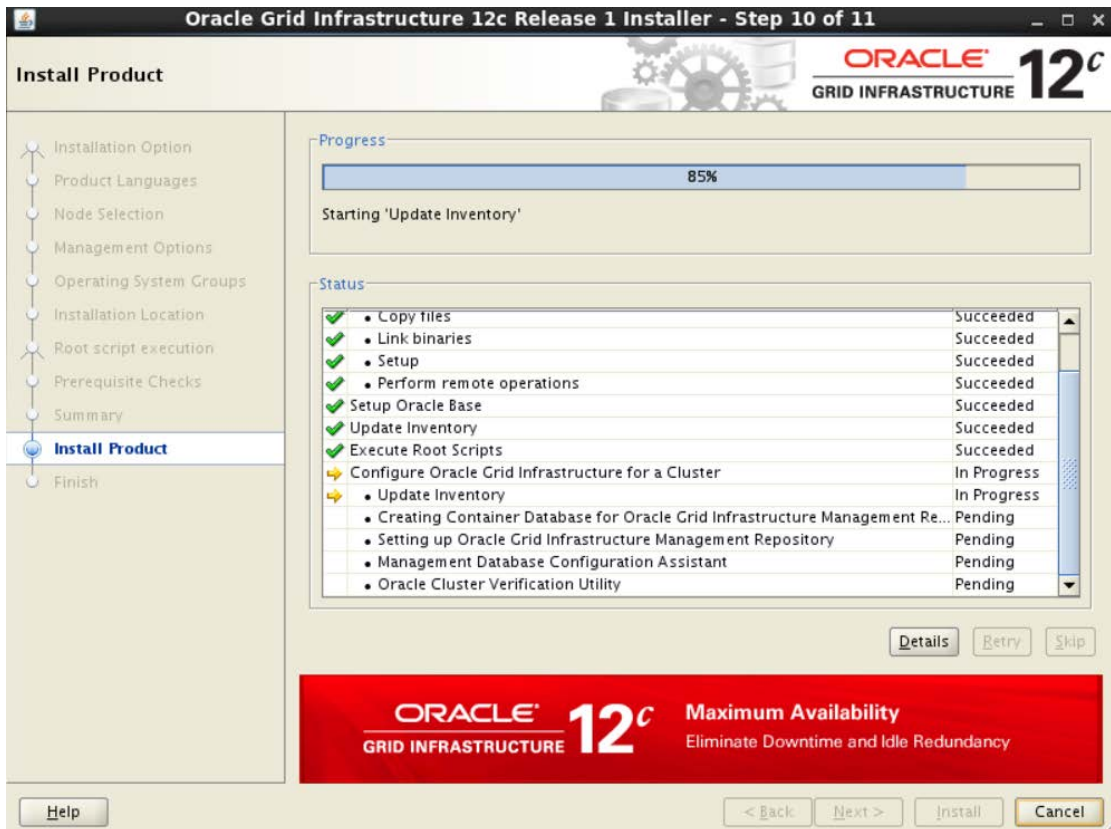 Oracle Grid Infrastructure 12c Release 1 Installer - Step 10 of 11
Install Product
ORACLE
GRID INFRASTRUCTURE
12c
Installation Option
Product Languages
Node Selection
Management Options
Operating System Groups
Installation Location
Root script execution
Prerequisite Checks
Summary
Install Product
Finish
Progress
85%
Starting 'Update Inventory'
Status
• Copy files Succeeded
• Link binaries Succeeded
• Setup Succeeded
• Perform remote operations Succeeded
Setup Oracle Base Succeeded
Update Inventory Succeeded
Execute Root Scripts Succeeded
Configure Oracle Grid Infrastructure for a Cluster In Progress
• Update Inventory In Progress
• Creating Container Database for Oracle Grid Infrastructure Management Re... Pending
• Setting up Oracle Grid Infrastructure Management Repository Pending
• Management Database Configuration Assistant Pending
• Oracle Cluster Verification Utility Pending
Details Retry Skip
ORACLE
GRID INFRASTRUCTURE
12c
Maximum Availability
Eliminate Downtime and Idle Redundancy
Help < Back Next > Install Cancel